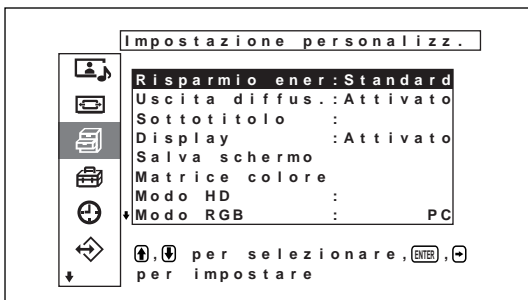 Impostazione personalizz.
Risparmio ener:Standard
Uscita diffus.:Attivato
Sottotitolo :
Display :Attivato
Salva schermo
Matrice colore
Modo HD :
Modo RGB : PC
, per selezionare, ENTER ,
per impostare